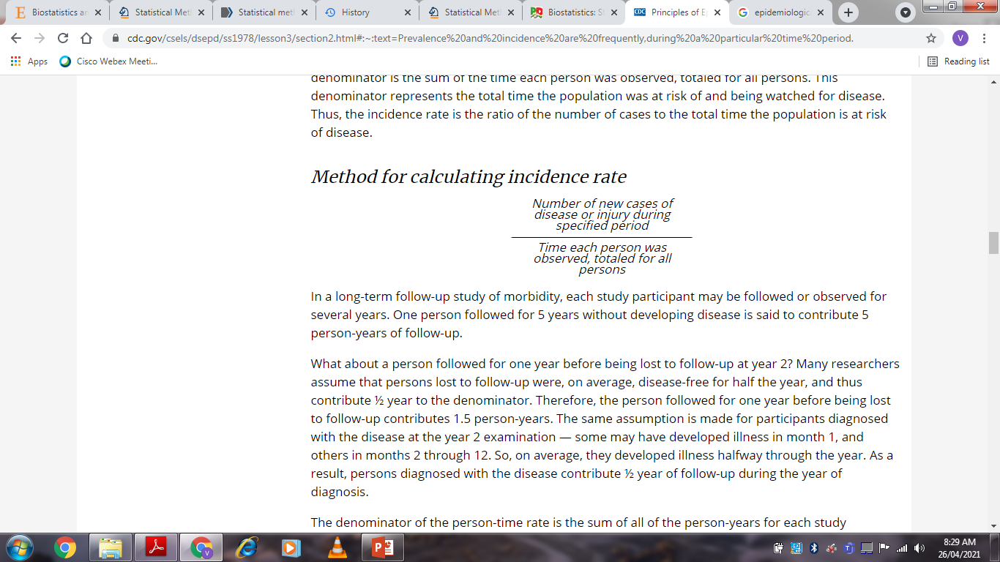 Biostatistics an
Statistical Met
Statistical met
History
Statistical Met
Biostatistics: S
CDC
Principles of E
epidemiologic
cdc.gov/csels/dsepd/ss1978/lesson3/section2.html#:~:text=Prevalence%20and%20incidence%20are%20frequently,during%20a%20particular%20time%20period.
V
Apps
Cisco Webex Meeti...
Reading list
denominator is the sum of the time each person was observed, totaled for all persons. This
denominator represents the total time the population was at risk of and being watched for disease.
Thus, the incidence rate is the ratio of the number of cases to the total time the population is at risk
of disease.
Method for calculating incidence rate
Number of new cases of
disease or injury during
specified period
Time each person was
observed, totaled for all
persons
In a long-term follow-up study of morbidity, each study participant may be followed or observed for
several years. One person followed for 5 years without developing disease is said to contribute 5
person-years of follow-up.
What about a person followed for one year before being lost to follow-up at year 2? Many researchers
assume that persons lost to follow-up were, on average, disease-free for half the year, and thus
contribute ½ year to the denominator. Therefore, the person followed for one year before being lost
to follow-up contributes 1.5 person-years. The same assumption is made for participants diagnosed
with the disease at the year 2 examination — some may have developed illness in month 1, and
others in months 2 through 12. So, on average, they developed illness halfway through the year. As a
result, persons diagnosed with the disease contribute ½ year of follow-up during the year of
diagnosis.
The denominator of the person-time rate is the sum of all of the person-years for each study
8:29 AM
26/04/2021